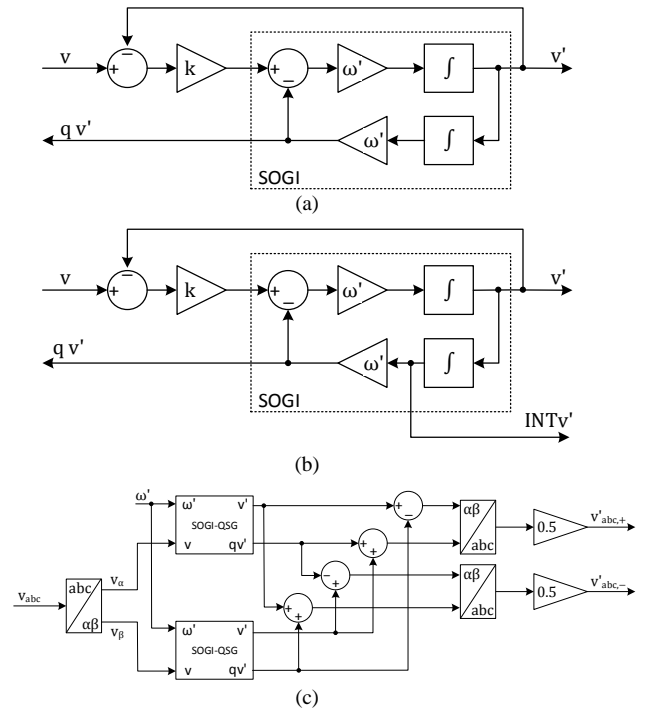 v
+
−
k
+
−
ω'
∫
v'
q v'
ω'
∫
SOGI
(a)
v
+
−
k
+
−
ω'
∫
v'
q v'
ω'
∫
SOGI
INTv'
(b)
ω'
ω' v'
SOGI-QSG
v qv'
+
−
αβ
abc
0.5
v'abc,+
+
+
vabc
abc
αβ
vα
vβ
−
+
αβ
abc
0.5
v'abc,−
+
+
ω' v'
SOGI-QSG
v qv'
(c)